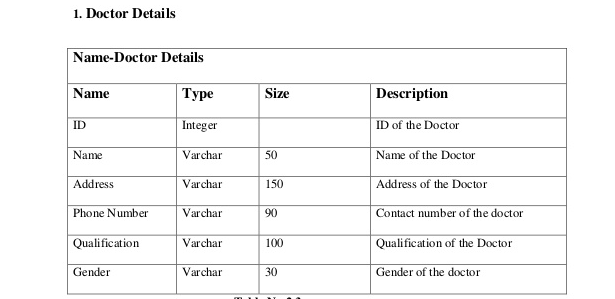 1. Doctor Details
Name-Doctor Details
Name Type Size Description
ID Integer ID of the Doctor
Name Varchar 50 Name of the Doctor
Address Varchar 150 Address of the Doctor
Phone Number Varchar 90 Contact number of the doctor
Qualification Varchar 100 Qualification of the Doctor
Gender Varchar 30 Gender of the doctor